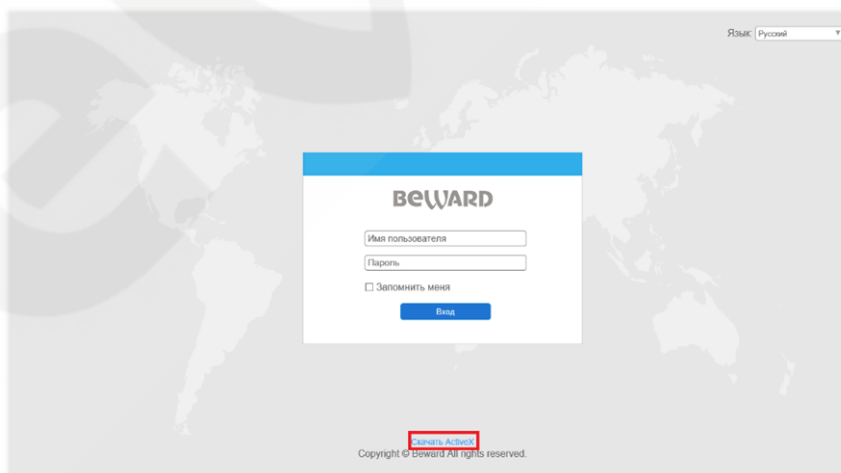 Язык: Русский
BEWARD
Имя пользователя
Пароль
Запомнить меня
Вход
Скачать ActiveX
Copyright © Beward All rights reserved.